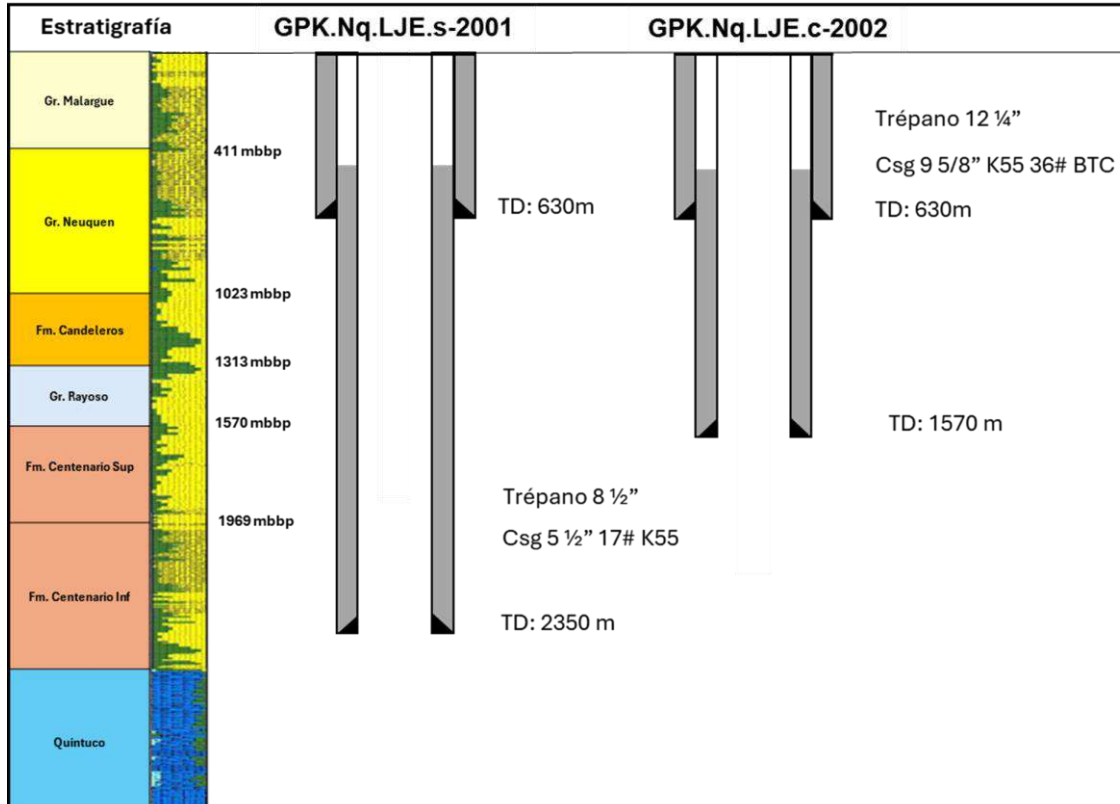 Estratigrafía
GPK.Nq.LJE.s-2001
GPK.Nq.LJE.c-2002
Gr. Malargue
411 mbbp
Gr. Neuquen
1023 mbbp
Fm. Candeleros
1313 mbbp
Gr. Rayoso
1570 mbbp
Fm. Centenario Sup
1969 mbbp
Fm. Centenario Inf
Quintuco
TD: 630m
Trépano 8 ½”
Csg 5 ½” 17# K55
TD: 2350 m
Trépano 12 ¼”
Csg 9 5/8” K55 36# BTC
TD: 630m
TD: 1570 m